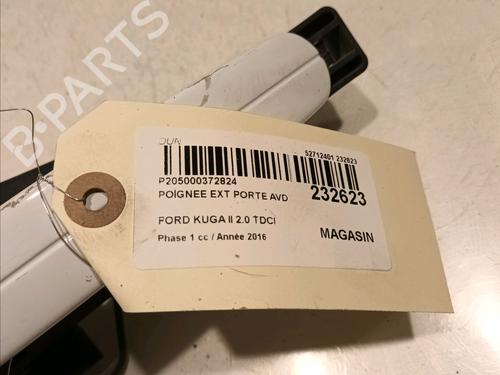 B-PARTS
DUN
52712401 232623
P205000372824
POIGNEE EXT PORTE AVD
232623
FORD KUGA II 2.0 TDCI
MAGASIN
Phase 1 cc / Année 2016